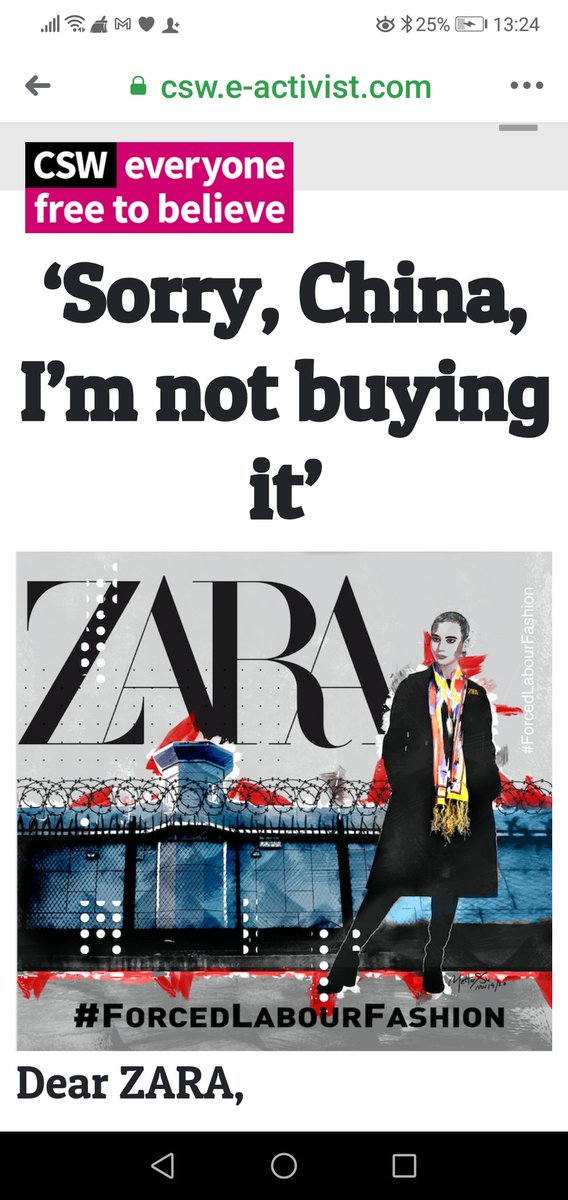 25% 13:24
csw.e-activist.com
CSW everyone
free to believe
‘Sorry, China,
I’m not buying
it’
ZARA
#ForcedLabourFashion
#FORCEDLABOURFASHION
Dear ZARA,